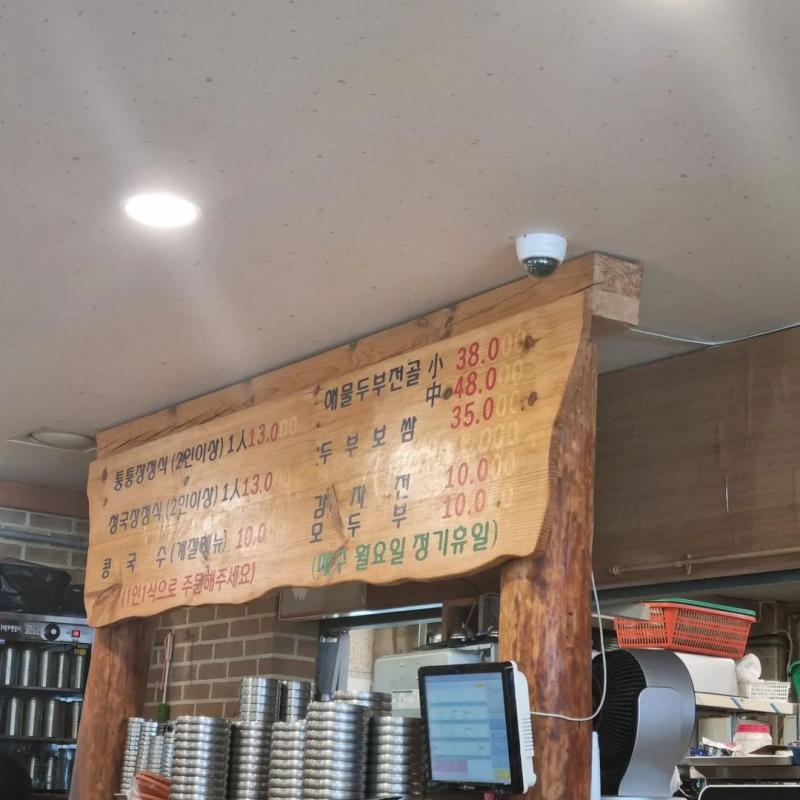 통통장정식 (2인이상) 1人 13.0
청국장정식 (2인이상) 1人 13.0
콩국수 (계절메뉴) 10.0
(1인1식으로 주문해주세요)
해물두부전골 小 38.0
中 48.0
두부보쌈 35.0
감자전 10.0
모두부 10.0
(매주 월요일 정기휴일)